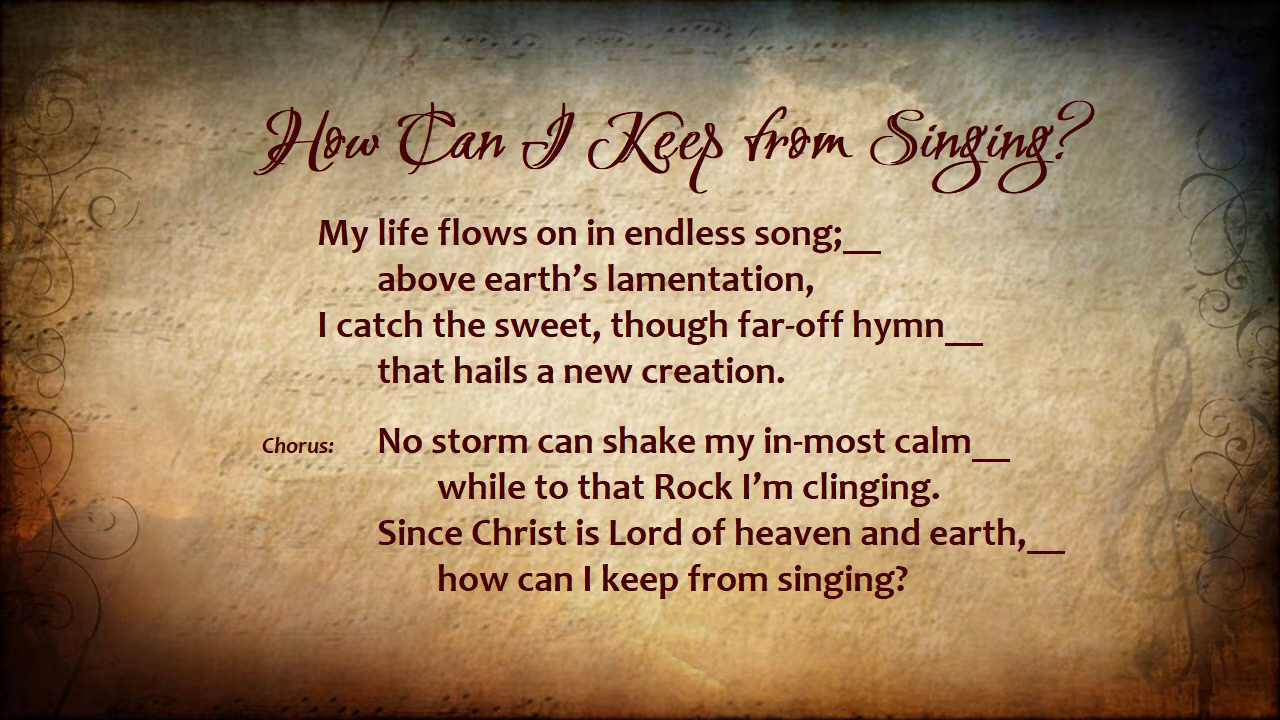 How Can I Keep from Singing?
My life flows on in endless song;__
above earth’s lamentation,
I catch the sweet, though far-off hymn__
that hails a new creation.
Chorus: No storm can shake my in-most calm__
while to that Rock I’m clinging.
Since Christ is Lord of heaven and earth,__
how can I keep from singing?